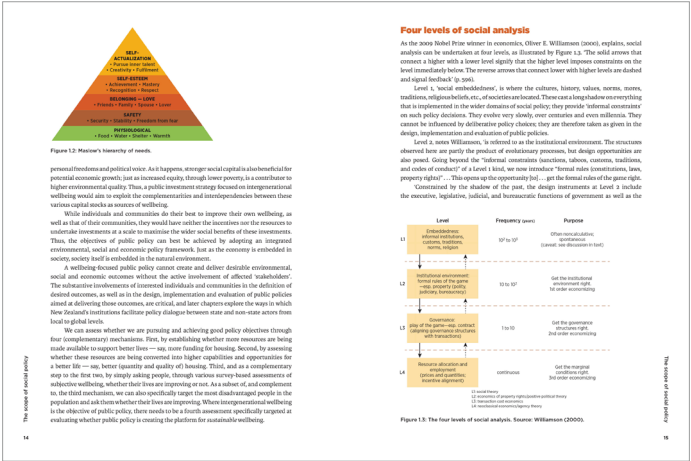 SELF-
ACTUALIZATION
• Pursue Inner Talent
• Creativity • Fulfilment
SELF-ESTEEM
• Achievement • Mastery
• Recognition • Respect
BELONGING — LOVE
• Friends • Family • Spouse • Lover
SAFETY
• Security • Stability • Freedom from fear
PHYSIOLOGICAL
• Food • Water • Shelter • Warmth
Figure 1.2: Maslow's hierarchy of needs.
personal freedoms and political voice. As it happens, stronger social capital is also beneficial for
potential economic growth; just as increased equity, through lower poverty, is a contributor to
higher environmental quality. Thus, a public investment strategy focused on intergenerational
wellbeing would aim to exploit the complementarities and interdependencies between these
various capital stocks as sources of wellbeing.
While individuals and communities do their best to improve their own wellbeing, as
well as that of the communities, they would have neither the incentives nor the resources to
undertake investments at a scale to maximise the wider social benefits of these investments.
Thus, the objectives of public policy can best be achieved by adopting an integrated
environmental, social and economic policy framework. Just as the economy is embedded in
society, society itself is embedded in the natural environment.
A wellbeing-focused public policy cannot create and deliver desirable environmental,
social and economic outcomes without the active involvement of affected 'stakeholders'.
The substantive involvements of interested individuals and communities in the definition of
desired outcomes, as well as in the design, implementation and evaluation of public policies
aimed at delivering those outcomes, are critical, and later chapters explore the ways in which
New Zealand's institutions facilitate policy dialogue between state and non-state actors from
local to global levels.
We can assess whether we are pursuing and achieving good policy objectives through
four (complementary) mechanisms. First, by establishing whether more resources are being
made available to support better lives — say, more funding for housing. Second, by assessing
whether these resources are being converted into higher capabilities and opportunities for
a better life — say, better (quantity and quality of) housing. Third, and as a complementary
step to the first two, by simply asking people, through various survey-based assessments of
subjective wellbeing, whether their lives are improving or not. As a subset of, and complement
to, the third mechanism, we can also specifically target the most disadvantaged people in the
population and ask them whether their lives are improving. Where intergenerational wellbeing
is the objective of public policy, there needs to be a fourth assessment specifically targeted at
evaluating whether public policy is creating the platform for sustainable wellbeing.
The scope of social policy
14
Four levels of social analysis
As the 2009 Nobel Prize winner in economics, Oliver E. Williamson (2000), explains, social
analysis can be undertaken at four levels, as illustrated by Figure 1.3. 'The solid arrows that
connect a higher with a lower level signify that the higher level imposes constraints on the
level immediately below. The reverse arrows that connect lower with higher levels are dashed
and signal feedback' (p. 596).
Level 1, 'social embeddedness', is where the cultures, history, values, norms, mores,
traditions, religious beliefs, etc., of societies are located. These cast a long shadow on everything
that is implemented in the wider domains of social policy; they provide 'informal constraints'
on such policy decisions. They evolve very slowly, over centuries and even millennia. They
cannot be influenced by deliberative policy choices; they are therefore taken as given in the
design, implementation and evaluation of public policies.
Level 2, notes Williamson, 'is referred to as the institutional environment. The structures
observed here are partly the product of evolutionary processes, but design opportunities are
also posed. Going beyond the "informal constraints (sanctions, taboos, customs, traditions,
and codes of conduct)" of a Level 1 kind, we now introduce "formal rules (constitutions, laws,
property rights)" . . . This opens up the opportunity [to] . . . get the formal rules of the game right.
'Constrained by the shadow of the past, the design instruments at Level 2 include
the executive, legislative, judicial, and bureaucratic functions of government as well as the
Level Frequency (years) Purpose
L1
Embeddedness:
informal institutions,
customs, traditions,
norms, religion
10² to 10³
Often noncalculative;
spontaneous
(caveat: see discussion in text)
L2
Institutional environment:
formal rules of the game
—esp. property (polity,
judiciary, bureaucracy)
10 to 10²
Get the institutional
environment right.
1st order economizing
L3
Governance:
play of the game—esp. contract
(aligning governance structures
with transactions)
1 to 10
Get the governance
structures right.
2nd order economizing
L4
Resource allocation and
employment
(prices and quantities;
incentive alignment)
continuous
Get the marginal
conditions right.
3rd order economizing
L1: social theory
L2: economics of property rights/positive political theory
L3: transaction cost economics
L4: neoclassical economics/agency theory
Figure 1.3: The four levels of social analysis. Source: Williamson (2000).
The scope of social policy
15